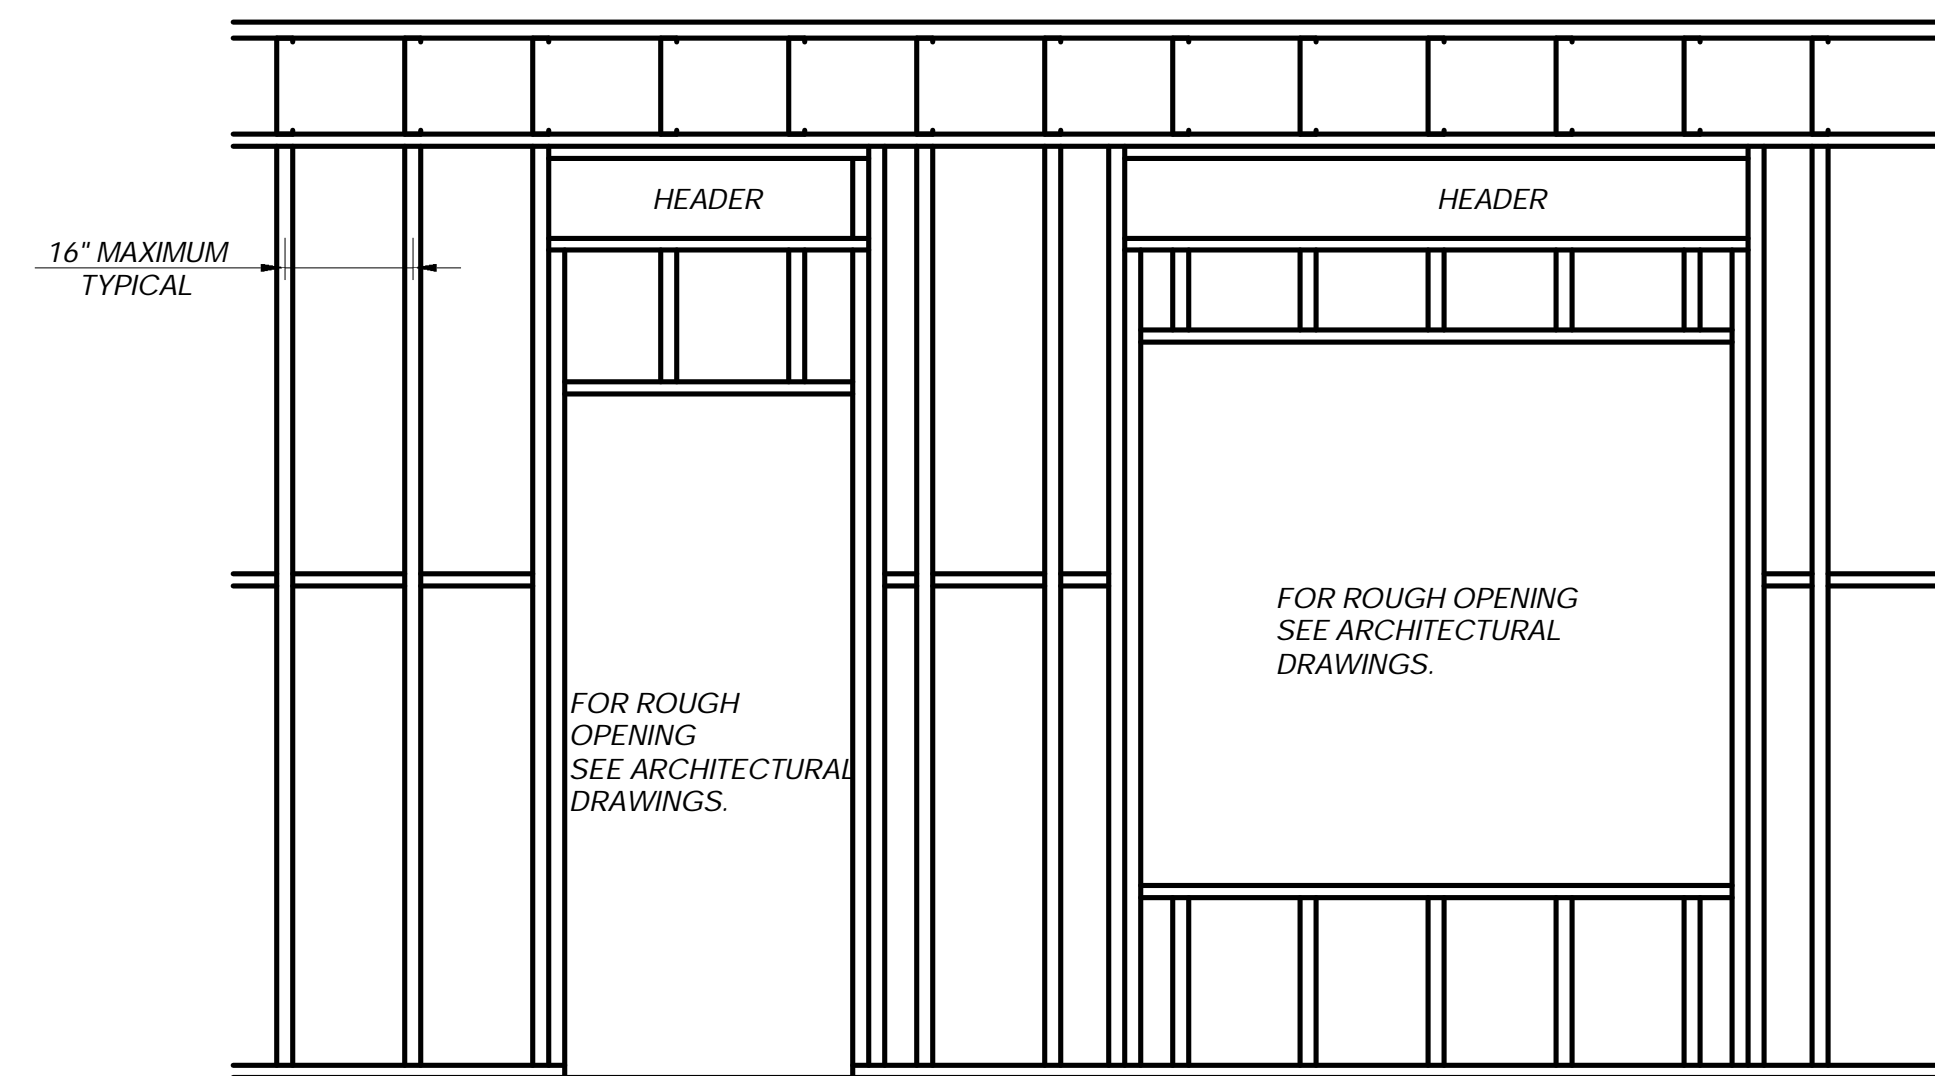 HEADER
HEADER
16" MAXIMUM
TYPICAL
FOR ROUGH OPENING
SEE ARCHITECTURAL
DRAWINGS.
FOR ROUGH
OPENING
SEE ARCHITECTURAL
DRAWINGS.